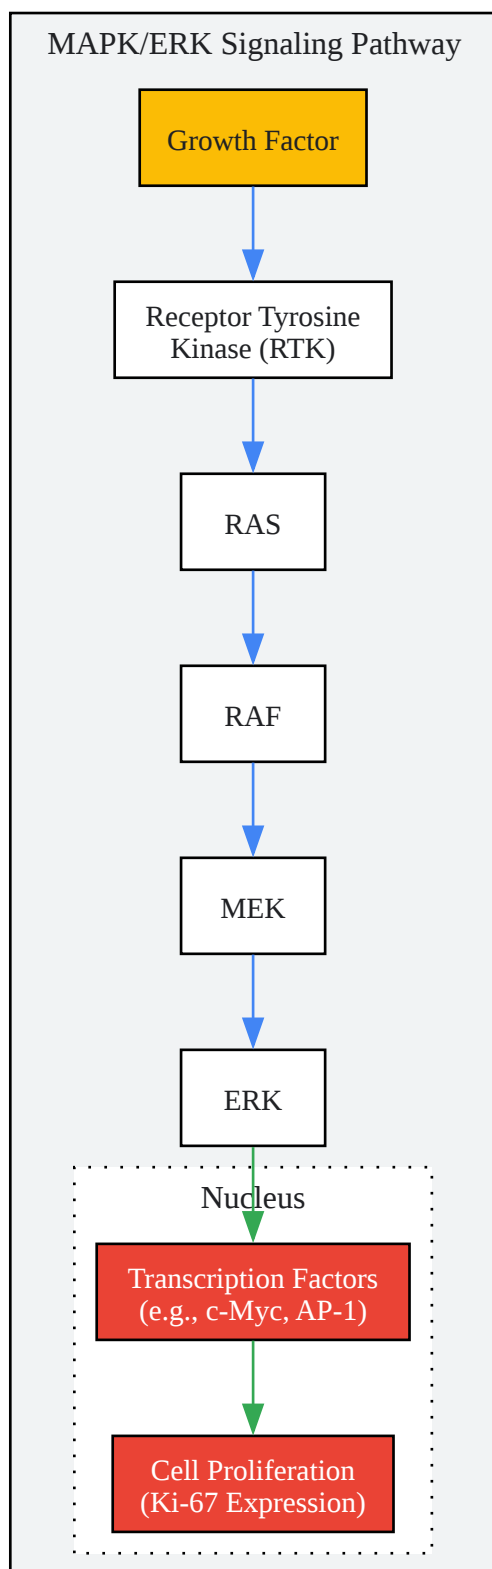 MAPK/ERK Signaling Pathway
Growth Factor
Receptor Tyrosine
Kinase (RTK)
RAS
RAF
MEK
ERK
Nucleus
Transcription Factors
(e.g., c-Myc, AP-1)
Cell Proliferation
(Ki-67 Expression)